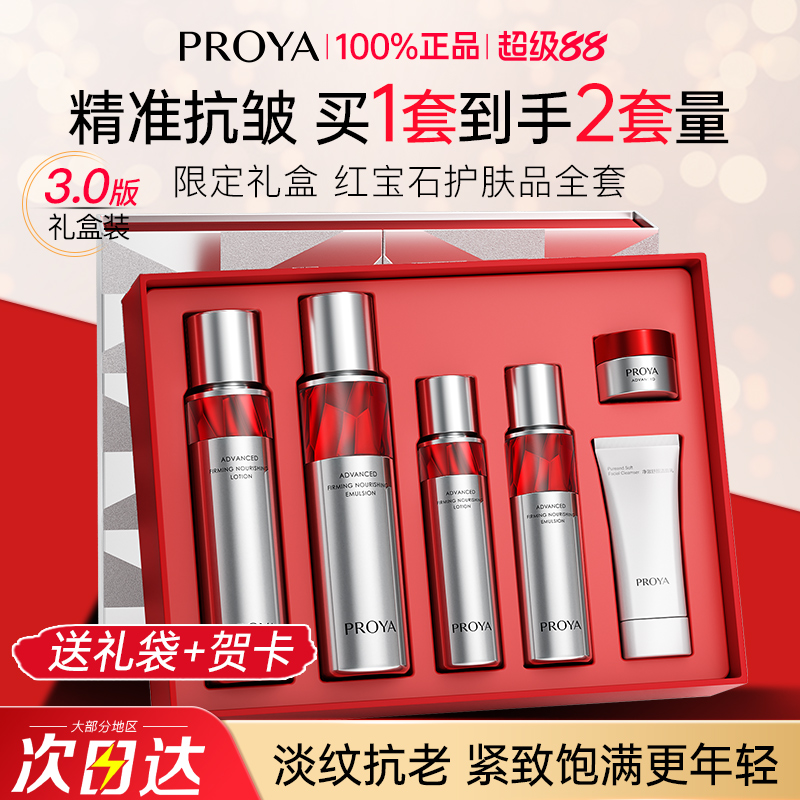 PROYA 100%正品 超级88
精准抗皱 买1套到手2套量
限定礼盒 红宝石护肤品全套
3.0版
礼盒装
ADVANCED
FIRMING NOURISHING
LOTION
ADVANCED
FIRMING NOURISHING
EMULSION
PROYA
ADVANCED
FIRMING NOURISHING
LOTION
PROYA
ADVANCED
FIRMING NOURISHING
EMULSION
PROYA
PROYA
ADVANCED
Facial Cleanser
PROYA
送礼袋+贺卡
大部分地区
次日达
淡纹抗老 紧致饱满更年轻